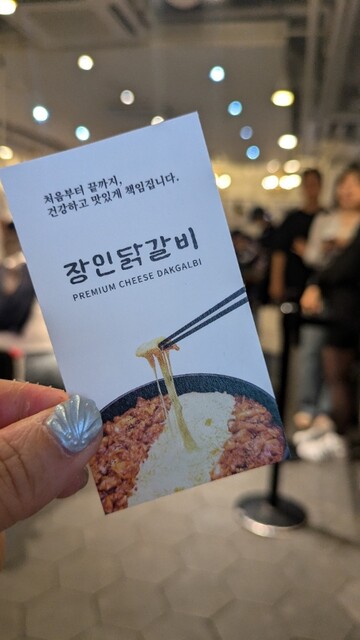 처음부터 끝까지,
건강하고 맛있게 책임집니다.
장인닭갈비
PREMIUM CHEESE DAKGALBI